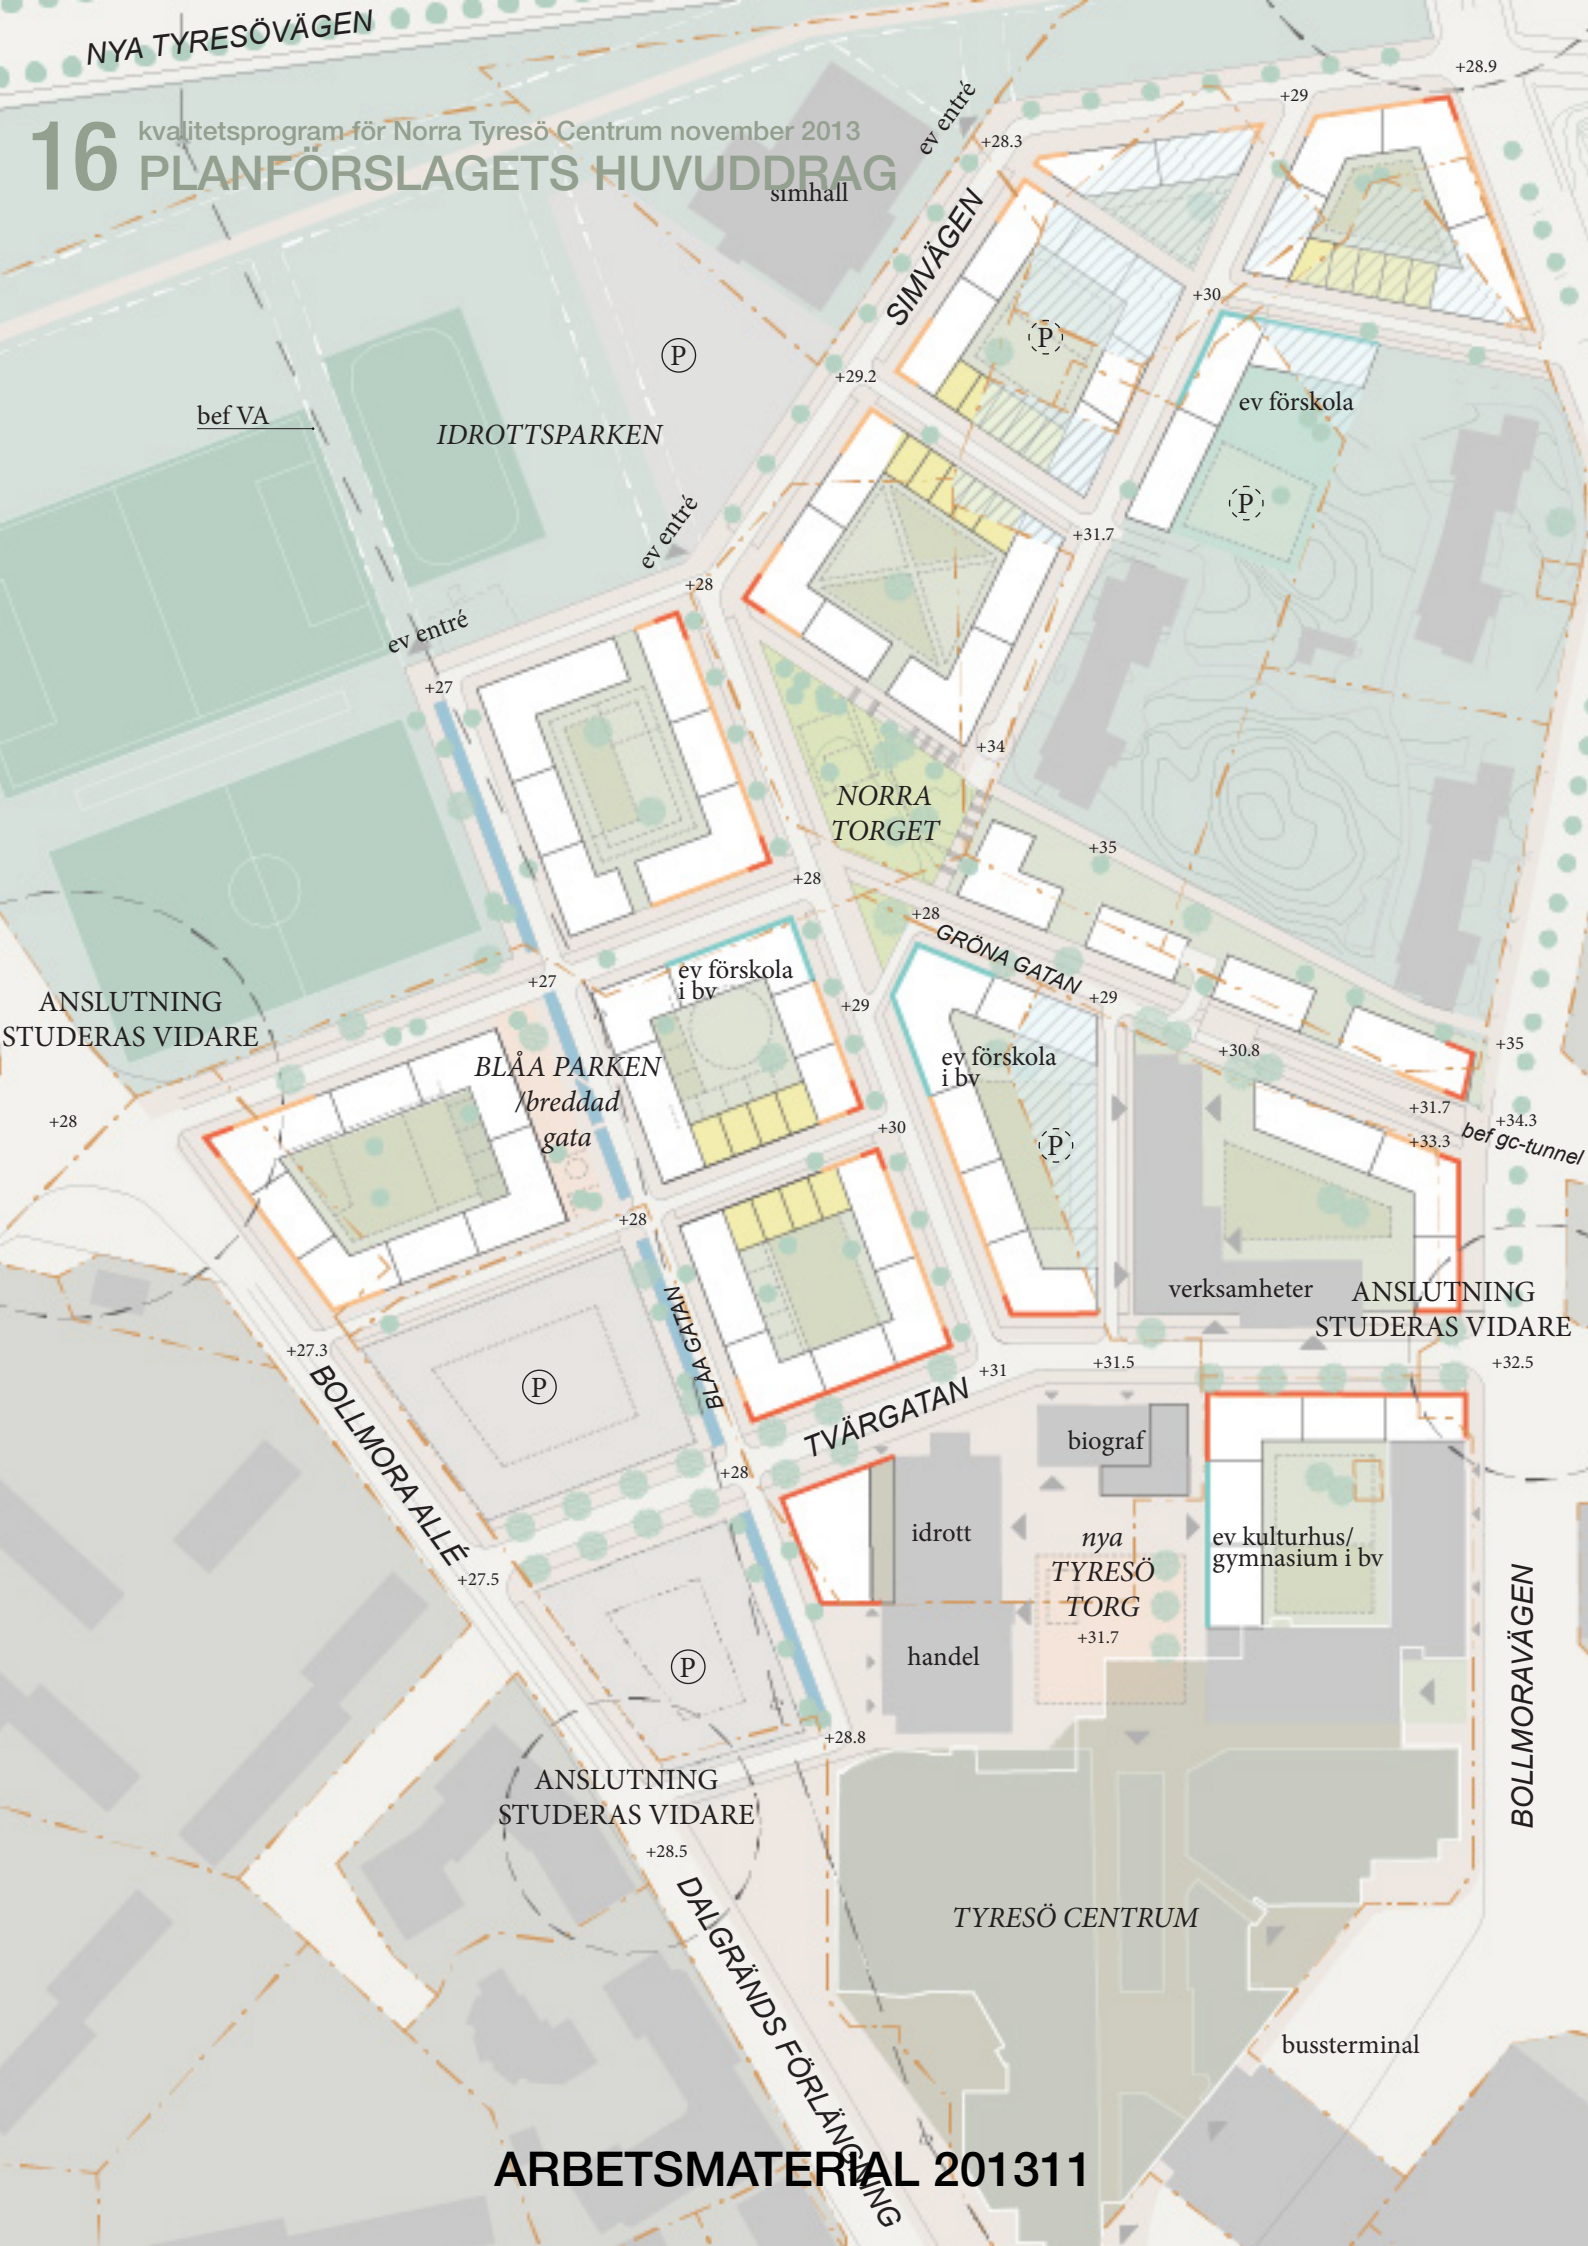 NYA TYRESÖVÄGEN
16
kvalitetsprogram för Norra Tyresö Centrum november 2013
PLANFÖRSLAGETS HUVUDDRAG
+28.9
+29
ev entré
+28.3
simhall
SIMVÄGEN
+30
P
P
+29.2
bef VA
ev förskola
IDROTTSPARKEN
P
ev entré
+31.7
+28
ev entré
+27
+34
NORRA
TORGET
+35
+28
+28
GRÖNA GATAN
ev förskola
i bv
+27
+29
+29
ANSLUTNING
STUDERAS VIDARE
+35
+30.8
ev förskola
i bv
BLÅA PARKEN
/breddad
gata
+28
+31.7
+34.3
+30
P
+33.3
bef gc-tunnel
+28
verksamheter
ANSLUTNING
STUDERAS VIDARE
BLÅA GATAN
+27.3
+31
+31.5
+32.5
P
BOLLMORA ALLÉ
TVÄRGATAN
biograf
+28
idrott
nya
TYRESÖ
TORG
+31.7
ev kulturhus/
gymnasium i bv
+27.5
BOLLMORAVÄGEN
handel
P
+28.8
ANSLUTNING
STUDERAS VIDARE
+28.5
DALGRÄNDS FÖRLÄNGNING
TYRESÖ CENTRUM
bussterminal
ARBETSMATERIAL 201311